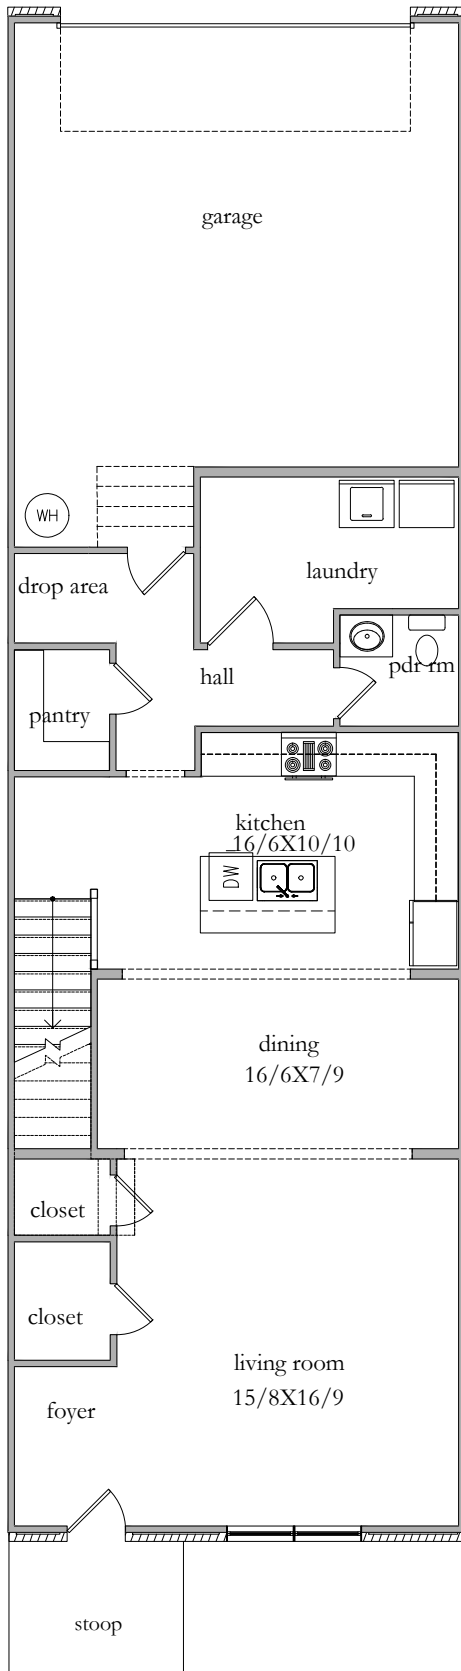 garage
WH
drop area
laundry
hall
pdr rm
pantry
kitchen
16/6X10/10
DW
dining
16/6X7/9
closet
closet
living room
15/8X16/9
foyer
stoop